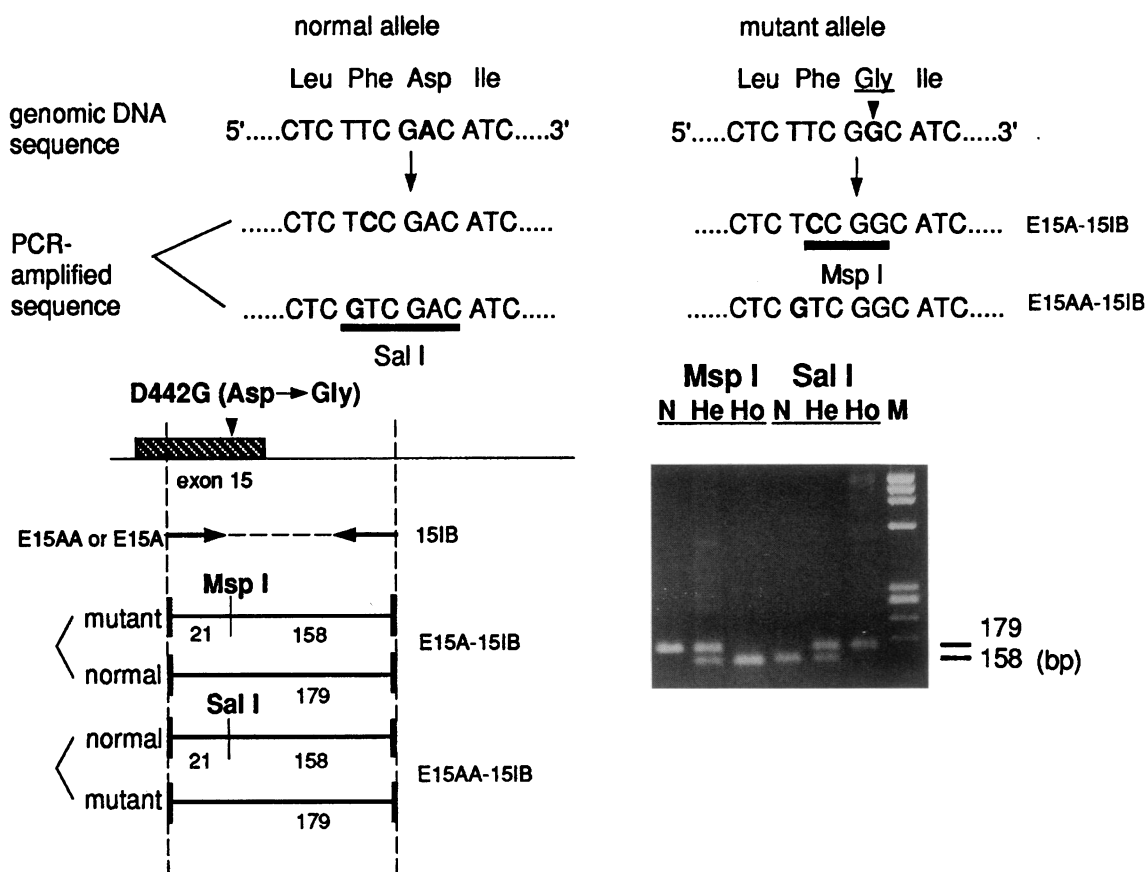 normal allele
mutant allele
Leu Phe Asp Ile
Leu Phe Gly Ile
genomic DNA
sequence
5'.....CTC TTC GAC ATC.....3'
5'.....CTC TTC GGC ATC.....3'
PCR-
amplified
sequence
......CTC TCC GAC ATC.....
.....CTC TCC GGC ATC.....
E15A-15IB
Msp I
......CTC GTC GAC ATC.....
......CTC GTC GGC ATC.....
E15AA-15IB
Sal I
D442G (Asp→Gly)
exon 15
E15AA or E15A
15IB
Msp I
mutant
21
158
E15A-15IB
normal
179
Sal I
normal
21
158
E15AA-15IB
mutant
179
Msp I Sal I
N He Ho N He Ho M
179
158 (bp)